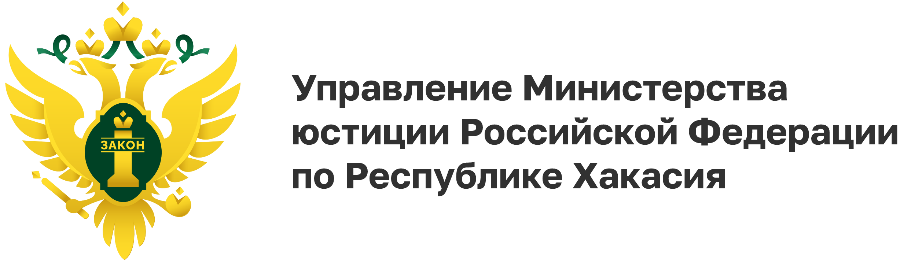 ЗАКОН
Управление Министерства
юстиции Российской Федерации
по Республике Хакасия